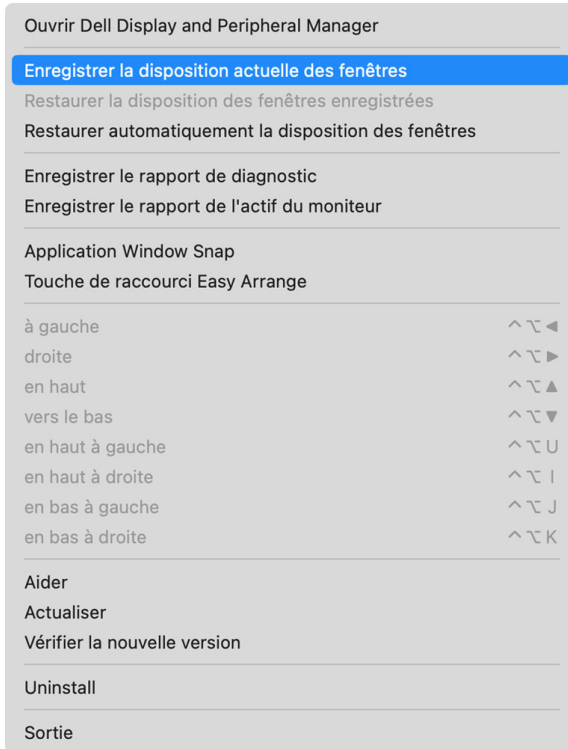 Ouvrir Dell Display and Peripheral Manager
Enregistrer la disposition actuelle des fenêtres
Restaurer la disposition des fenêtres enregistrées
Restaurer automatiquement la disposition des fenêtres
Enregistrer le rapport de diagnostic
Enregistrer le rapport de l'actif du moniteur
Application Window Snap
Touche de raccourci Easy Arrange
à gauche ^⌥◀
droite ^⌥▶
en haut ^⌥▲
vers le bas ^⌥▼
en haut à gauche ^⌥U
en haut à droite ^⌥I
en bas à gauche ^⌥J
en bas à droite ^⌥K
Aider
Actualiser
Vérifier la nouvelle version
Uninstall
Sortie